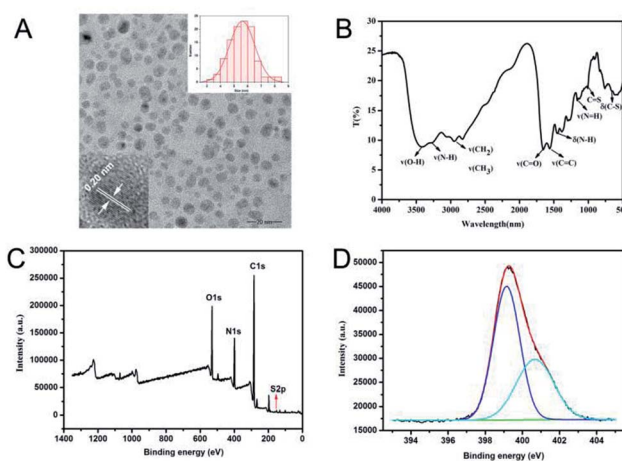 A
0.20 nm
20 nm
B
T(%)
30
25
20
15
10
5
0
ν(O-H)
ν(N-H)
ν(CH2)
ν(CH3)
ν(C=O)
ν(C=C)
δ(N-H)
ν(N=H)
C=S
δ(C-S)
4000 3500 3000 2500 2000 1500 1000 500
Wavelength(nm)
C
Intensity (a.u.)
300000
250000
200000
150000
100000
50000
0
O1s
N1s
C1s
S2p
1400 1200 1000 800 600 400 200 0
Binding energy (eV)
D
Intensity (a.u.)
50000
45000
40000
35000
30000
25000
20000
15000
10000
394 396 398 400 402 404
Binding energy (eV)